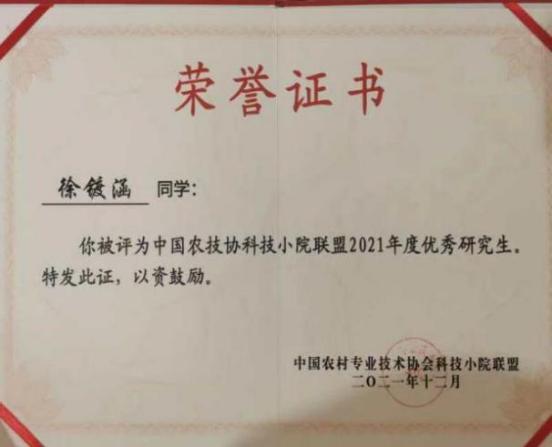 荣誉证书
徐镀涵 同学：
你被评为中国农技协科技小院联盟2021年度优秀研究生。
特发此证，以资鼓励。
中国农村专业技术协会科技小院联盟
二〇二一年十二月